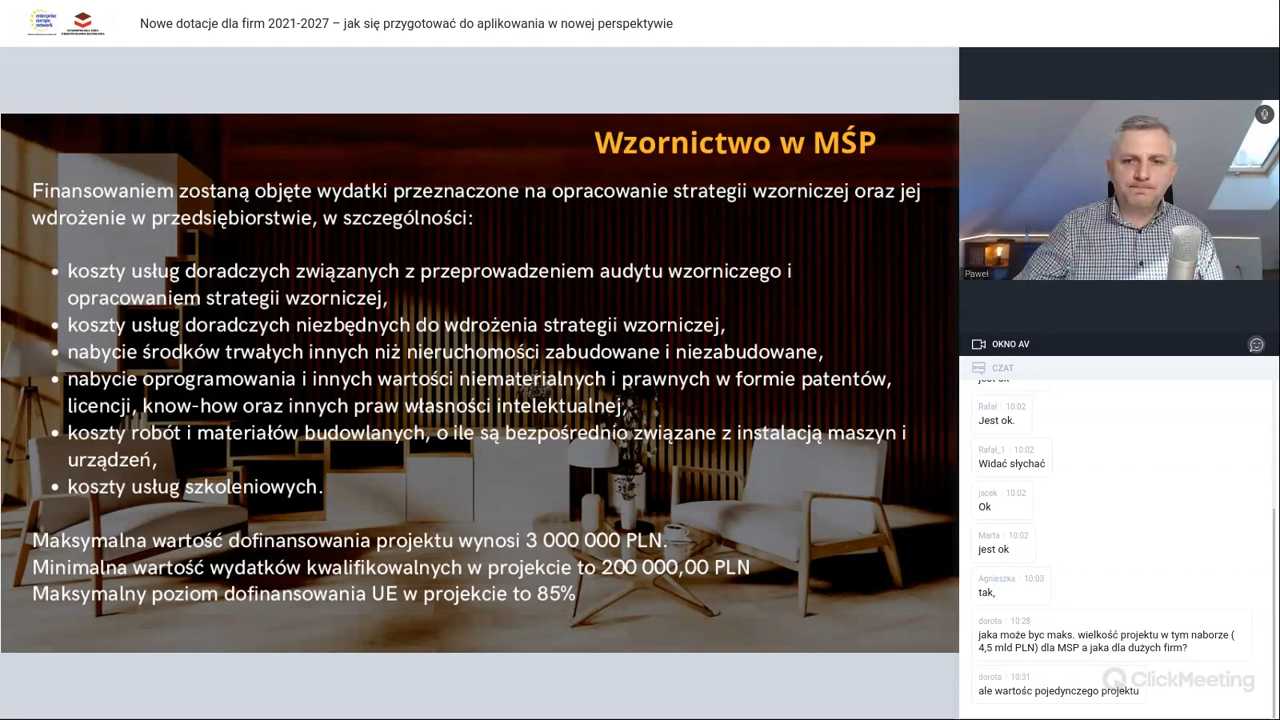 enterprise
europe
network
Nowe dotacje dla firm 2021-2027 – jak się przygotować do aplikowania w nowej perspektywie
Wzornictwo w MŚP
Finansowaniem zostaną objęte wydatki przeznaczone na opracowanie strategii wzorniczej oraz jej
wdrożenie w przedsiębiorstwie, w szczególności:
• koszty usług doradczych związanych z przeprowadzeniem audytu wzorniczego i
opracowaniem strategii wzorniczej,
• koszty usług doradczych niezbędnych do wdrożenia strategii wzorniczej,
• nabycie środków trwałych innych niż nieruchomości zabudowane i niezabudowane,
• nabycie oprogramowania i innych wartości niematerialnych i prawnych w formie patentów,
licencji, know-how oraz innych praw własności intelektualnej,
• koszty robót i materiałów budowlanych, o ile są bezpośrednio związane z instalacją maszyn i
urządzeń,
• koszty usług szkoleniowych.
Maksymalna wartość dofinansowania projektu wynosi 3 000 000 PLN.
Minimalna wartość wydatków kwalifikowalnych w projekcie to 200 000,00 PLN
Maksymalny poziom dofinansowania UE w projekcie to 85%
Paweł
OKNO AV
CZAT
jest ok
Rafał 10:02
Jest ok.
Rafał_1 10:02
Widać słychać
jacek 10:02
Ok
Marta 10:02
jest ok
Agnieszka 10:03
tak,
dorota 10:28
jaka może byc maks. wielkość projektu w tym naborze (
4,5 mld PLN) dla MSP a jaka dla dużych firm?
dorota 10:31
ale wartośc pojedynczego projektu
ClickMeeting